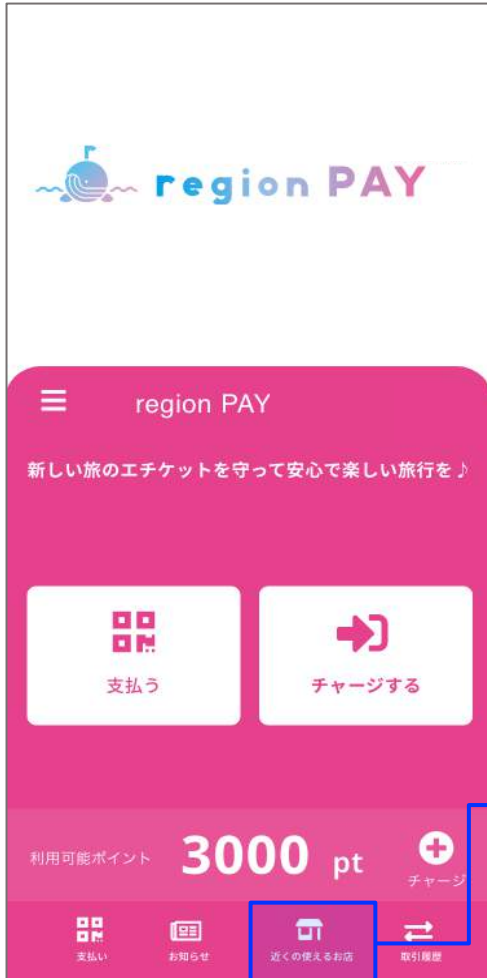 region PAY
region PAY
新しい旅のエチケットを守って安心で楽しい旅行を♪
支払う
チャージする
利用可能ポイント 3000 pt
チャージ
支払い お知らせ 近くの使えるお店 取引履歴